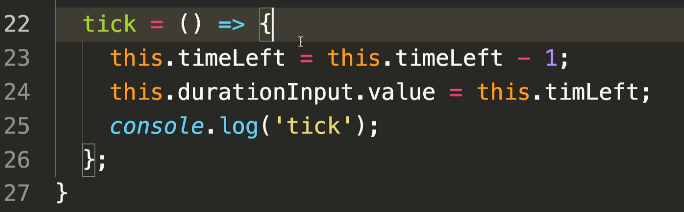 22 tick = () => {
23 this.timeLeft = this.timeLeft - 1;
24 this.durationInput.value = this.timLeft;
25 console.log('tick');
26 };
27 }